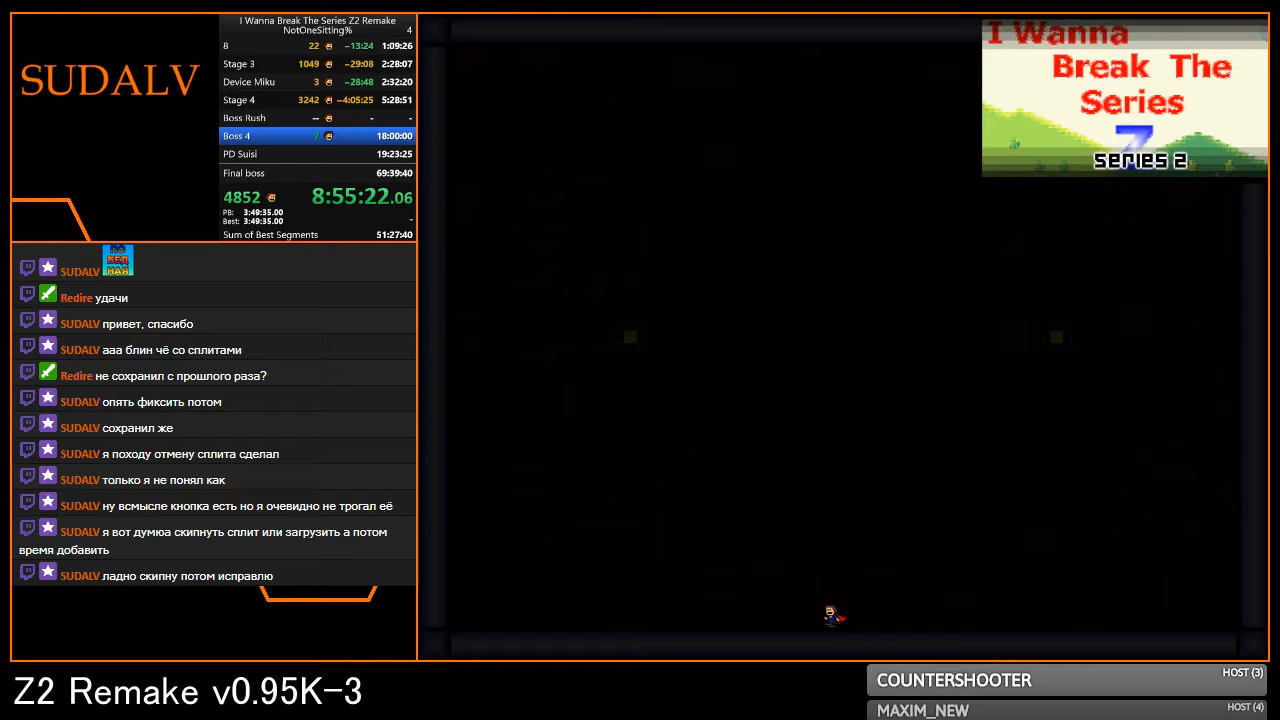 SUDALV
I Wanna Break The Series Z2 Remake
NotOneSitting% 4
8 22 −13:24 1:09:26
Stage 3 1049 −29:08 2:28:07
Device Miku 3 −28:48 2:32:20
Stage 4 3242 −4:05:25 5:28:51
Boss Rush -- - -
Boss 4 7 18:00:00
PD Suisi 19:23:25
Final boss 69:39:40
4852 8:55:22.06
PB: 3:49:35.00
Best: 3:49:35.00 -
Sum of Best Segments 51:27:40
I Wanna
Break The
Series
Z
SERIES 2
SUDALV
Redire удачи
SUDALV привет, спасибо
SUDALV ааа блин чё со сплитами
Redire не сохранил с прошлого раза?
SUDALV опять фиксить потом
SUDALV сохранил же
SUDALV я походу отмену сплита сделал
SUDALV только я не понял как
SUDALV ну всмысле кнопка есть но я очевидно не трогал её
SUDALV я вот думюа скипнуть сплит или загрузить а потом
время добавить
SUDALV ладно скипну потом исправлю
Z2 Remake v0.95K-3
COUNTERSHOOTER HOST (3)
MAXIM_NEW HOST (4)